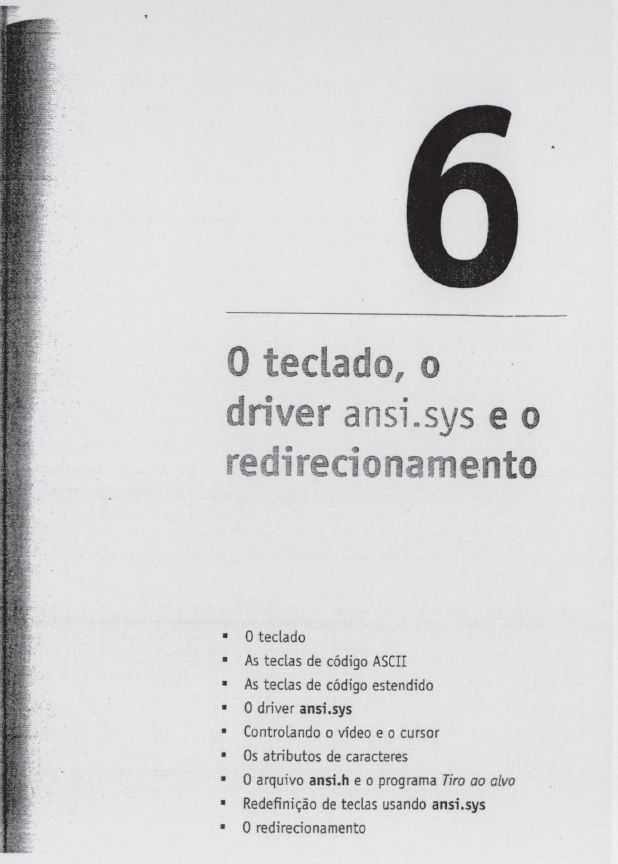 6
O teclado, o
driver ansi.sys e o
redirecionamento
▪ O teclado
▪ As teclas de código ASCII
▪ As teclas de código estendido
▪ O driver ansi.sys
▪ Controlando o vídeo e o cursor
▪ Os atributos de caracteres
▪ O arquivo ansi.h e o programa Tiro ao alvo
▪ Redefinição de teclas usando ansi.sys
▪ O redirecionamento